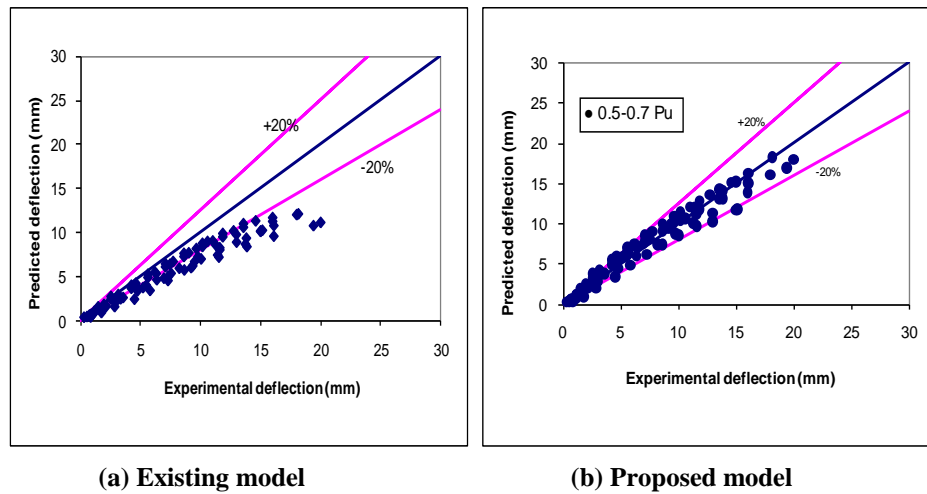 30
25
20
15
10
5
0
Predicted deflection (mm)
+20%
-20%
0 5 10 15 20 25 30
Experimental deflection (mm)
(a) Existing model
30
25
20
15
10
5
0
Predicted deflection (mm)
0.5-0.7 Pu
+20%
-20%
0 5 10 15 20 25 30
Experimental deflection (mm)
(b) Proposed model